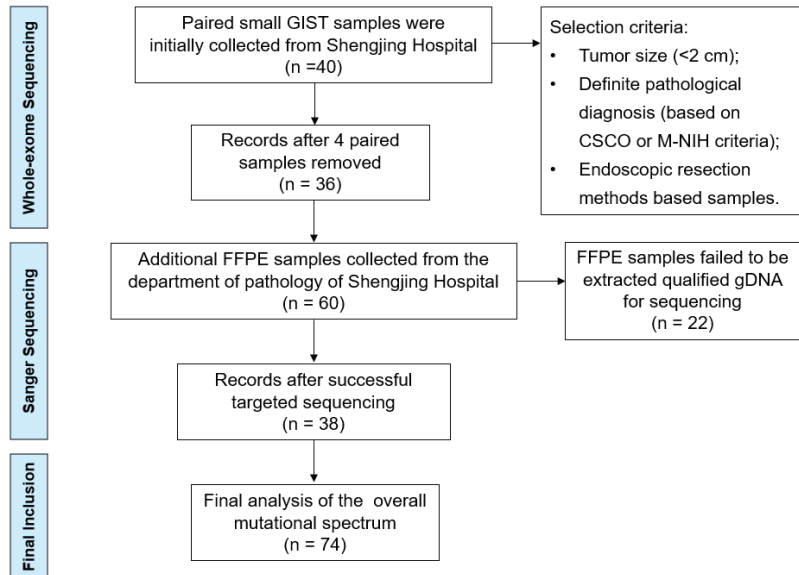 Whole-exome Sequencing
Paired small GIST samples were
initially collected from Shengjing Hospital
(n =40)
Selection criteria:
• Tumor size (<2 cm);
• Definite pathological
diagnosis (based on
CSCO or M-NIH criteria);
• Endoscopic resection
methods based samples.
Records after 4 paired
samples removed
(n = 36)
Sanger Sequencing
Additional FFPE samples collected from the
department of pathology of Shengjing Hospital
(n = 60)
FFPE samples failed to be
extracted qualified gDNA
for sequencing
(n = 22)
Records after successful
targeted sequencing
(n = 38)
Final Inclusion
Final analysis of the overall
mutational spectrum
n = 74)